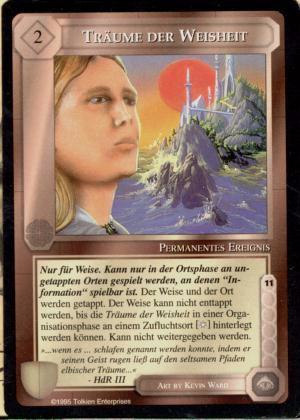 2
TRÄUME DER WEISHEIT
PERMANENTES EREIGNIS
Nur für Weise. Kann nur in der Ortsphase an un-
getappten Orten gespielt werden, an denen "In-
formation" spielbar ist. Der Weise und der Ort
werden getappt. Der Weise kann nicht enttappt
werden, bis die Träume der Weisheit in einer Orga-
nisationsphase an einem Zufluchtsort [ ] hinterlegt
werden können. Kann nicht weitergegeben werden.
»...wenn es ... schlafen genannt werden konnte, indem er
seinen Geist rugen ließ auf den seltsamen Pfaden
elbischer Träume...«
- HdR III
11
ART BY KEVIN WARD
©1995 Tolkien Enterprises